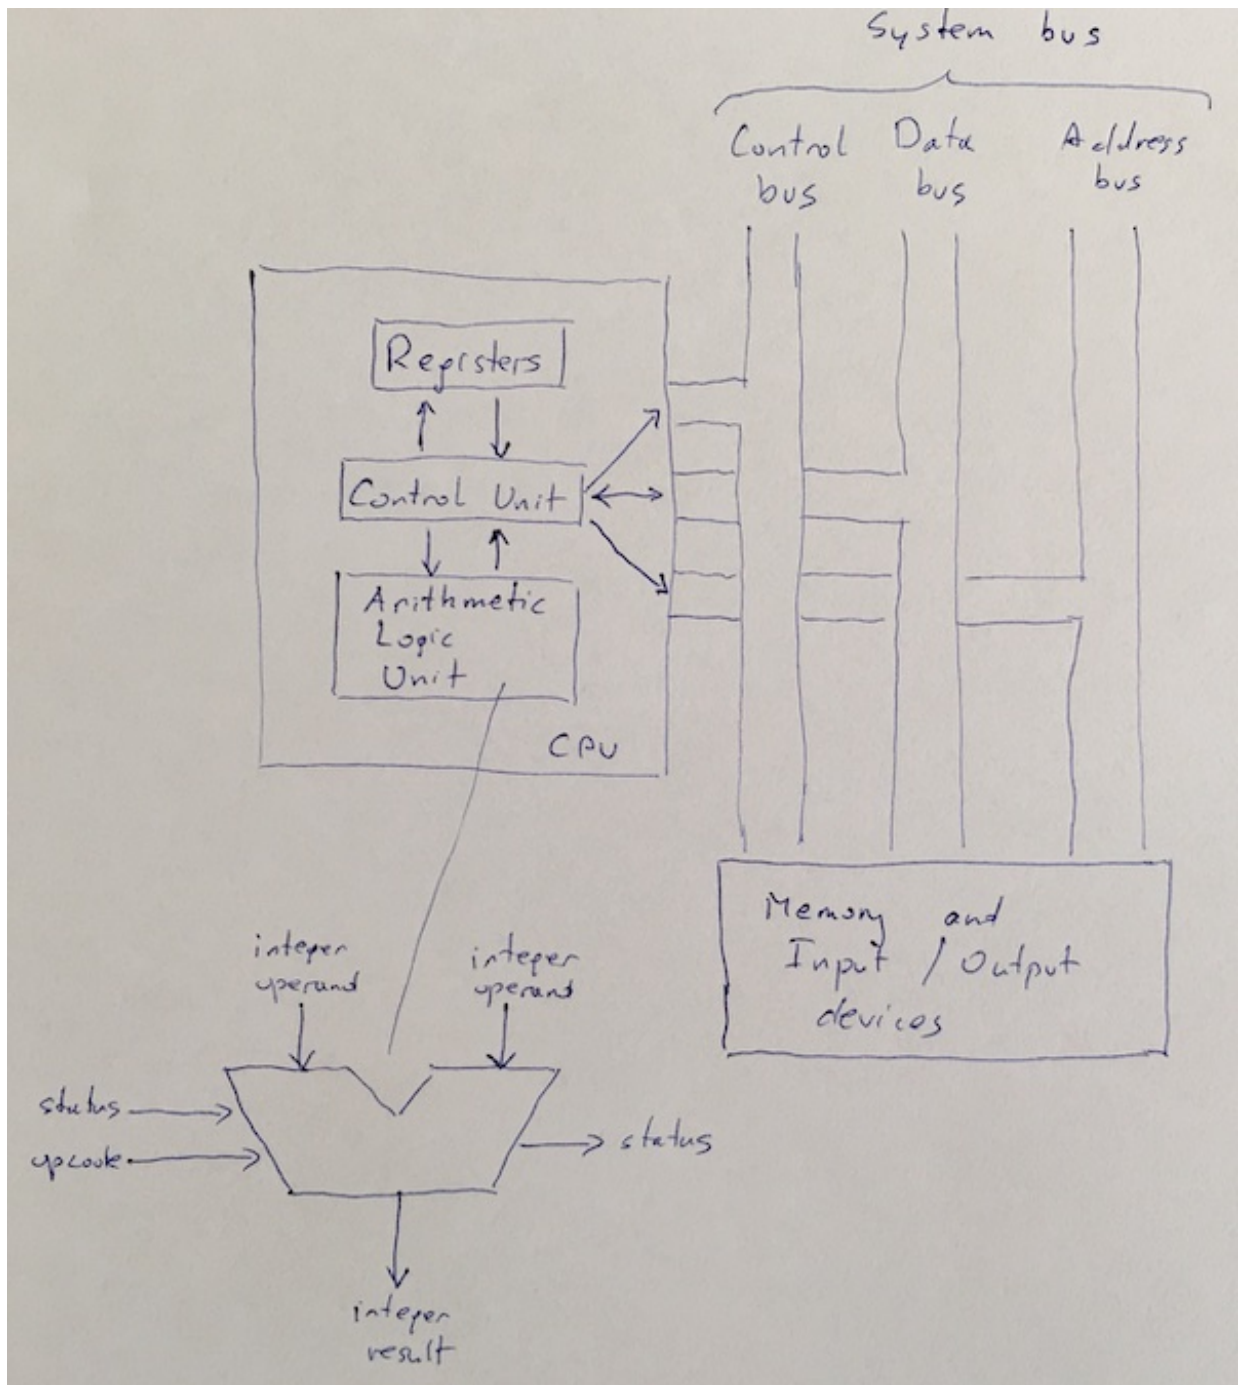 System bus
Control Data Address
bus bus bus
Registers
Control Unit
Arithmetic
Logic
Unit
CPU
Memory and
Input / Output
devices
integer integer
operand operand
status
opcode
status
integer
result